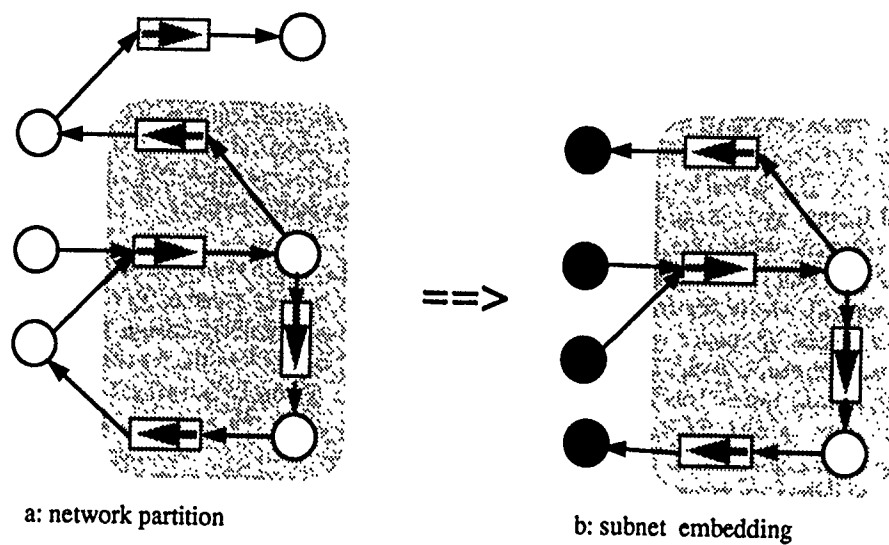 ==>
a: network partition
b: subnet embedding